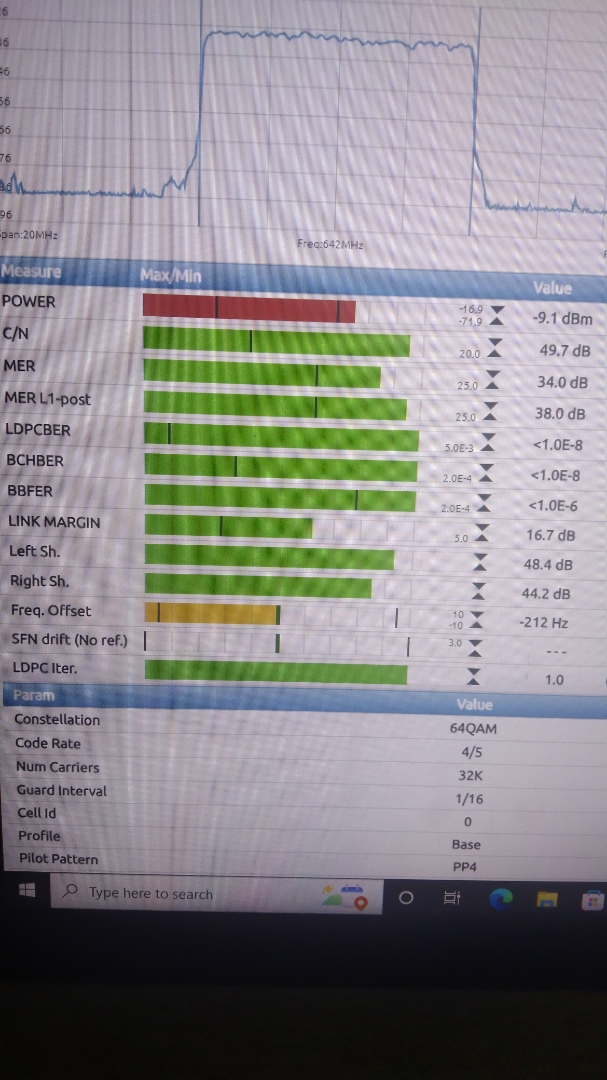 46
56
66
76
86
96
Span:20MHz
Freq:642MHz
Measure Max/Min Value
POWER -16.9 -71.9 -9.1 dBm
C/N 20.0 49.7 dB
MER 25.0 34.0 dB
MER L1-post 25.0 38.0 dB
LDPCBER 5.0E-3 <1.0E-8
BCHBER 2.0E-4 <1.0E-8
BBFER 2.0E-4 <1.0E-6
LINK MARGIN 5.0 16.7 dB
Left Sh. 48.4 dB
Right Sh. 44.2 dB
Freq. Offset 10 -10 -212 Hz
SFN drift (No ref.) 3.0 ---
LDPC Iter. 1.0
Param Value
Constellation 64QAM
Code Rate 4/5
Num Carriers 32K
Guard Interval 1/16
Cell Id 0
Profile Base
Pilot Pattern PP4
Type here to search